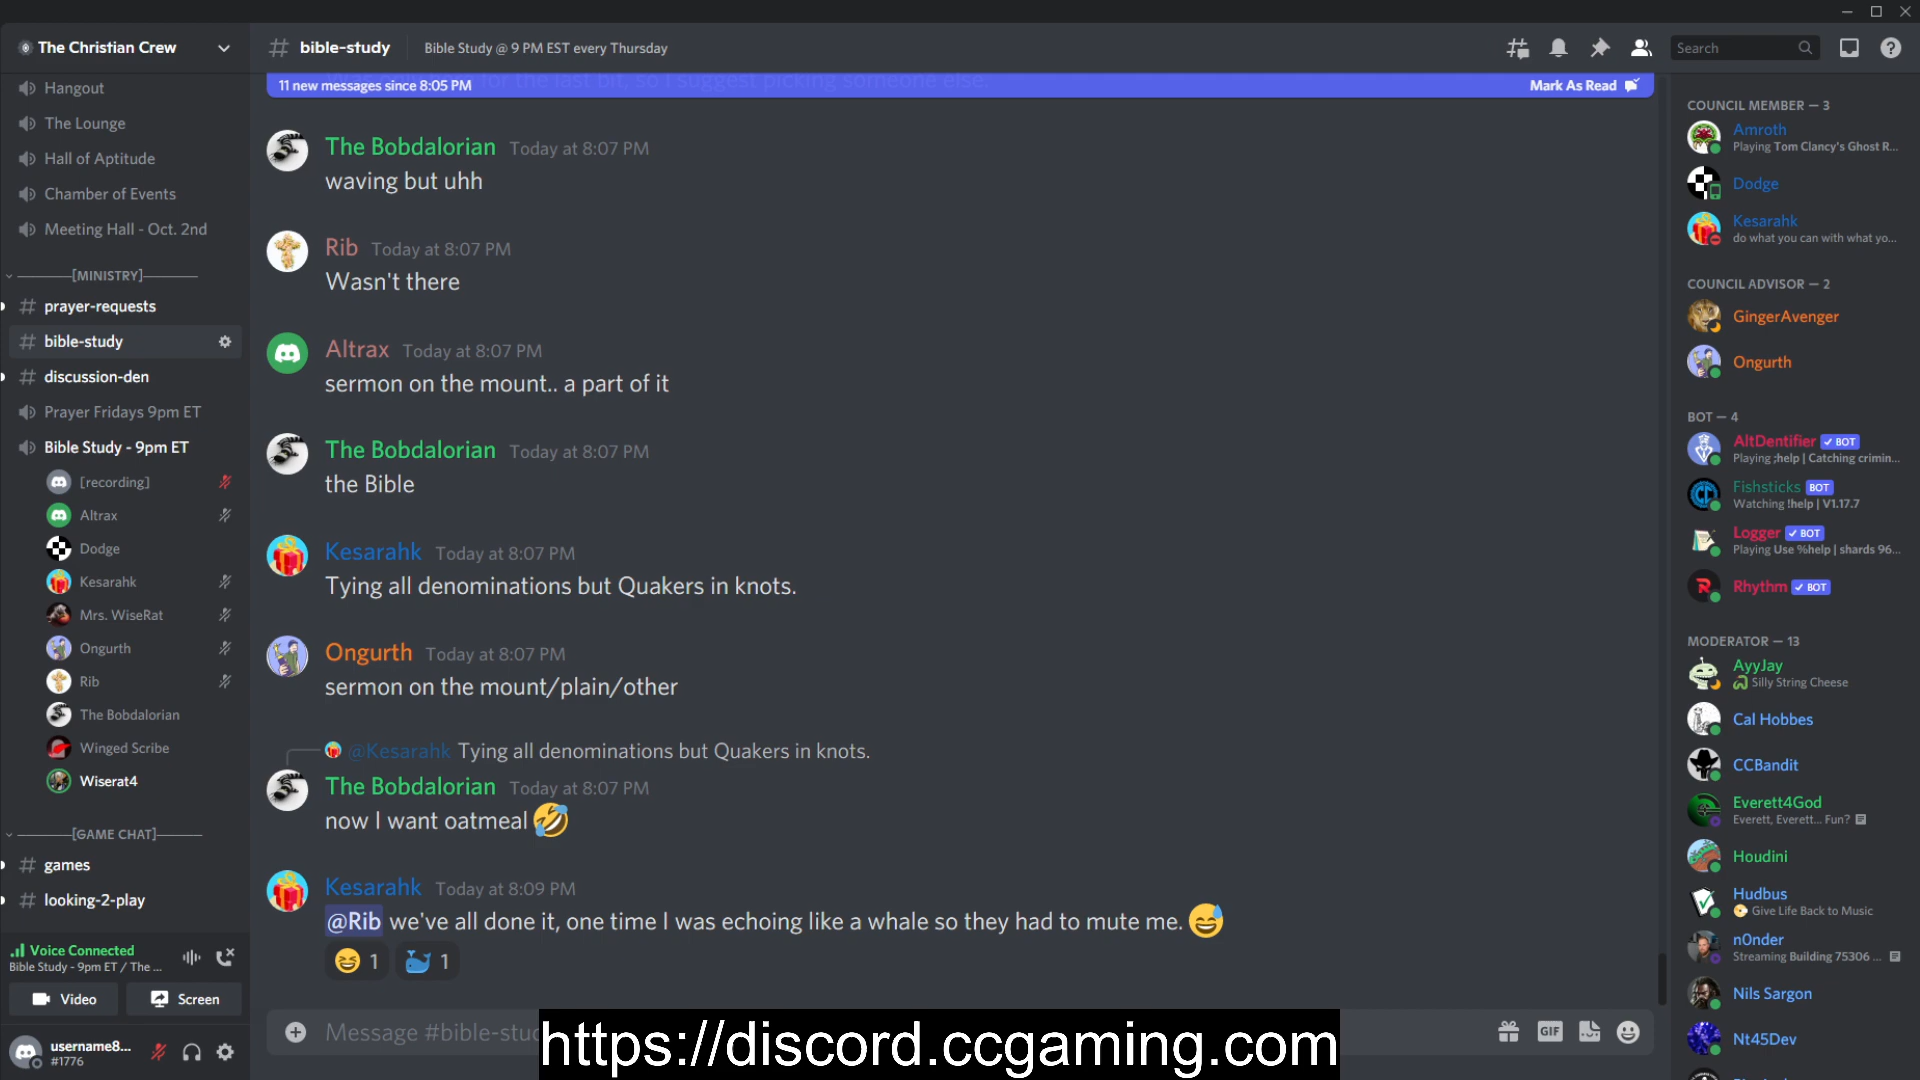 The Christian Crew
Hangout
The Lounge
Hall of Aptitude
Chamber of Events
Meeting Hall - Oct. 2nd
————[MINISTRY]————
prayer-requests
bible-study
discussion-den
Prayer Fridays 9pm ET
Bible Study - 9pm ET
[recording]
Altrax
Dodge
Kesarahk
Mrs. WiseRat
Ongurth
Rib
The Bobdalorian
Winged Scribe
Wiserat4
————[GAME CHAT]————
games
looking-2-play
Voice Connected
Bible Study - 9pm ET / The ...
Video
Screen
username8...
#1776
# bible-study
Bible Study @ 9 PM EST every Thursday
Search
for the last bit, so I suggest picking someone else.
11 new messages since 8:05 PM
Mark As Read
The Bobdalorian Today at 8:07 PM
waving but uhh
Rib Today at 8:07 PM
Wasn't there
Altrax Today at 8:07 PM
sermon on the mount.. a part of it
The Bobdalorian Today at 8:07 PM
the Bible
Kesarahk Today at 8:07 PM
Tying all denominations but Quakers in knots.
Ongurth Today at 8:07 PM
sermon on the mount/plain/other
@Kesarahk Tying all denominations but Quakers in knots.
The Bobdalorian Today at 8:07 PM
now I want oatmeal 🤣
Kesarahk Today at 8:09 PM
@Rib we've all done it, one time I was echoing like a whale so they had to mute me. 😅
😆 1 🐳 1
Message #bible-stu
GIF
https://discord.ccgaming.com
COUNCIL MEMBER — 3
Amroth
Playing Tom Clancy's Ghost R...
Dodge
Kesarahk
do what you can with what yo...
COUNCIL ADVISOR — 2
GingerAvenger
Ongurth
BOT — 4
AltDentifier ✓ BOT
Playing ;help | Catching crimin...
Fishsticks BOT
Watching !help | V1.17.7
Logger ✓ BOT
Playing Use %help | shards 96...
Rhythm ✓ BOT
MODERATOR — 13
AyyJay
Silly String Cheese
Cal Hobbes
CCBandit
Everett4God
Everett, Everett... Fun?
Houdini
Hudbus
Give Life Back to Music
n0nder
Streaming Building 75306 ...
Nils Sargon
Nt45Dev